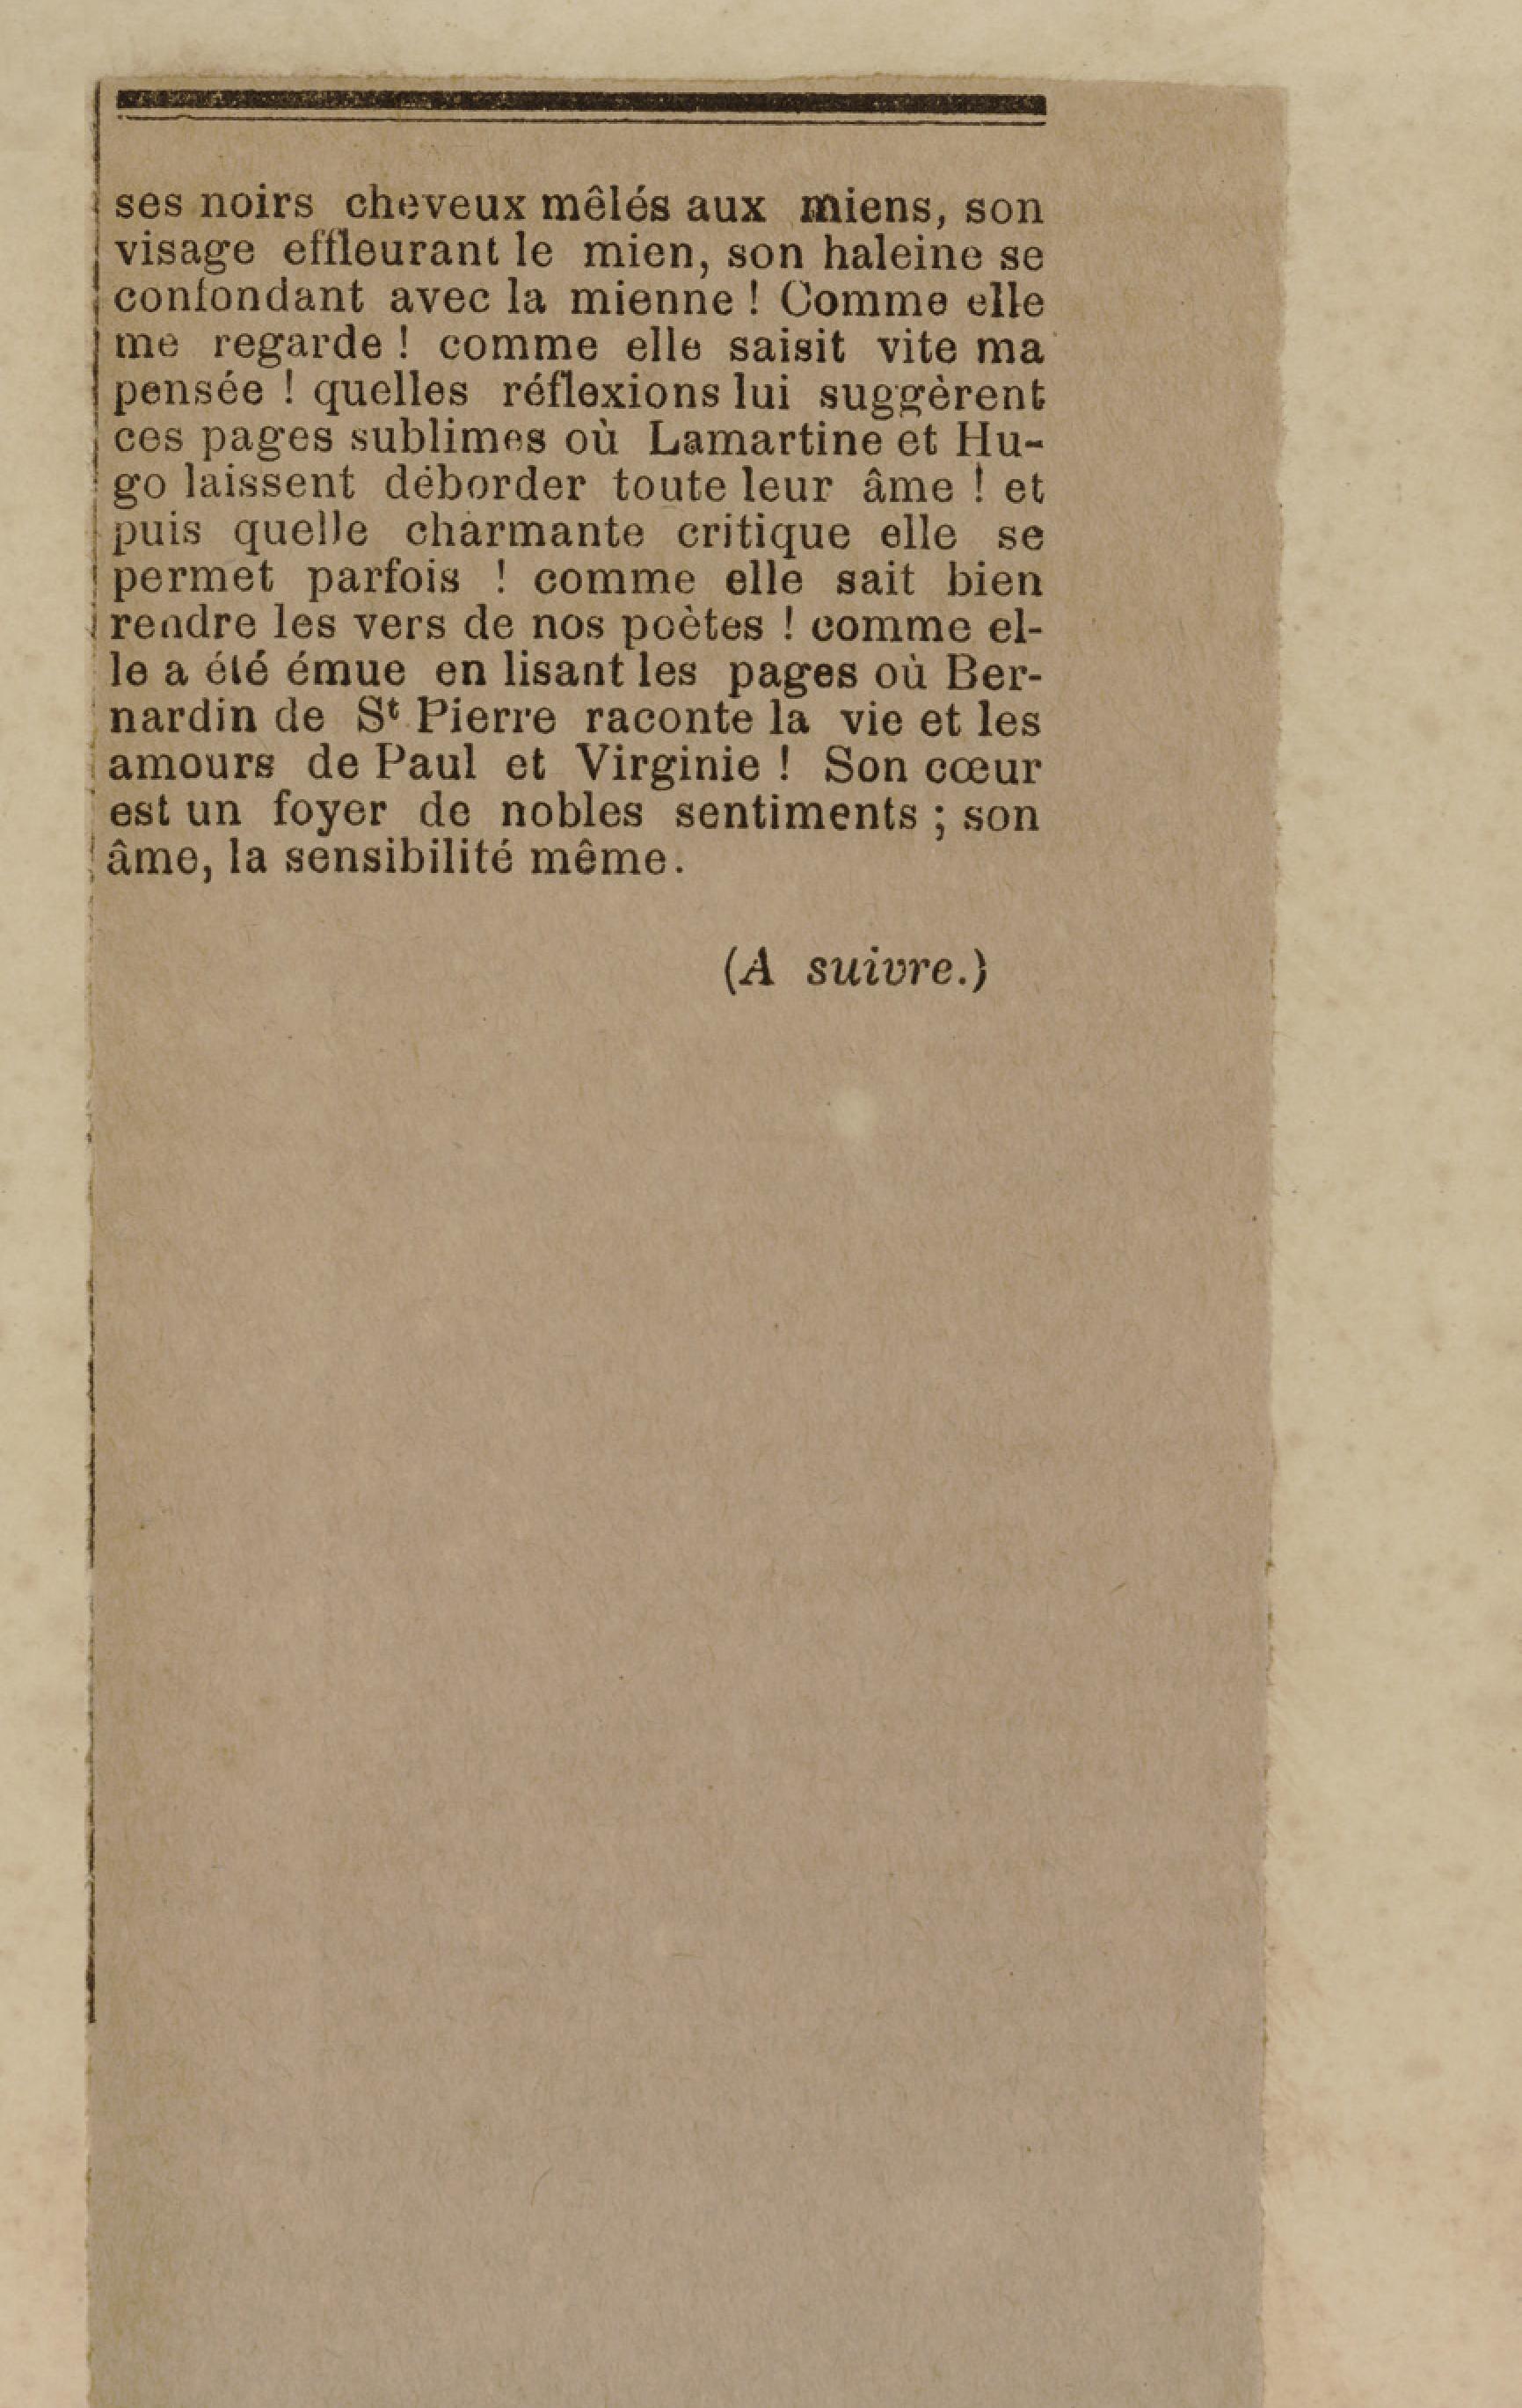 ses noirs cheveux mêlés aux miens, son
visage effleurant le mien, son haleine se
confondant avec la mienne ! Comme elle
me regarde ! comme elle saisit vite ma
pensée ! quelles réflexions lui suggèrent
ces pages sublimes où Lamartine et Hu-
go laissent déborder toute leur âme ! et
puis quelle charmante critique elle se
permet parfois ! comme elle sait bien
rendre les vers de nos poètes ! comme el-
le a été émue en lisant les pages où Ber-
nardin de St Pierre raconte la vie et les
amours de Paul et Virginie ! Son cœur
est un foyer de nobles sentiments ; son
âme, la sensibilité même.
(A suivre.)